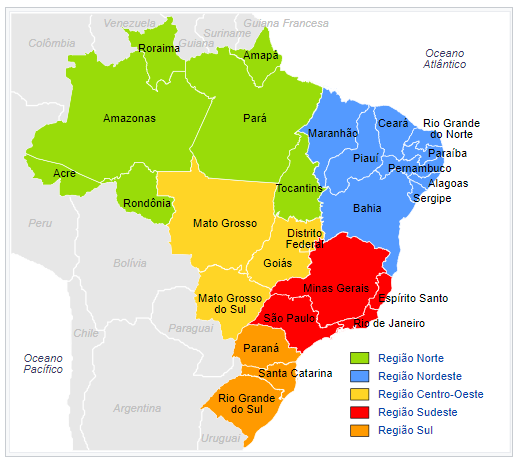 Venezuela
Guiana Francesa
Suriname
Colômbia
Guiana
Roraima
Amapá
Oceano
Atlântico
Amazonas
Pará
Maranhão
Ceará
Rio Grande
do Norte
Piauí
Paraíba
Pernambuco
Acre
Tocantins
Alagoas
Sergipe
Rondônia
Bahia
Peru
Mato Grosso
Distrito
Federal
Bolívia
Goiás
Minas Gerais
Mato Grosso
do Sul
Espírito Santo
São Paulo
Rio de Janeiro
Paraguai
Chile
Paraná
Oceano
Pacífico
Santa Catarina
Rio Grande
do Sul
Argentina
Uruguai
Região Norte
Região Nordeste
Região Centro-Oeste
Região Sudeste
Região Sul